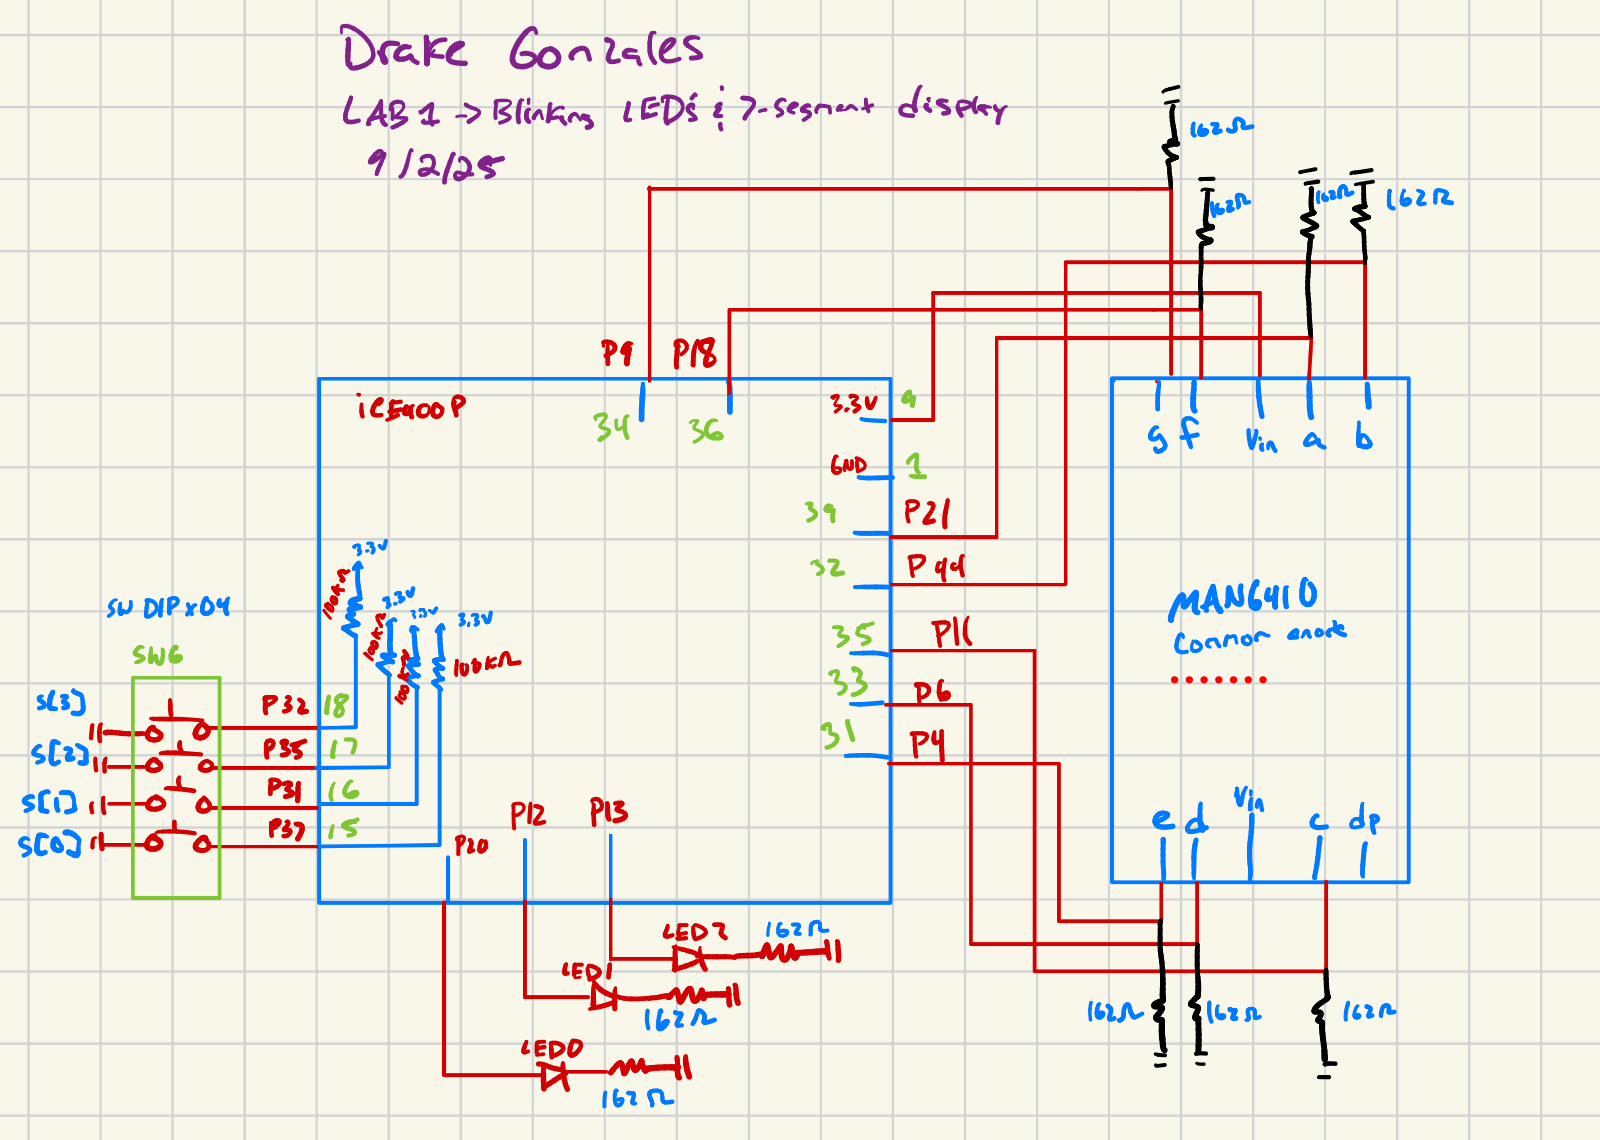 Drake Gonzales
LAB 1 -> Blinking LEDs & 7-segment display
9/2/25
162Ω
162Ω
162Ω
162Ω
P9
P18
iCE40UP
34
36
3.3V
9
GND
1
39
P21
32
P44
35
P11
33
P6
31
P4
g
f
Vin
a
b
MAN6410
Common anode
e
d
Vin
c
dp
3.3V
3.3V
3.3V
3.3V
100kΩ
100kΩ
100kΩ
100kΩ
SW DIPx04
SW6
S[3]
P32
18
S[2]
P35
17
S[1]
P31
16
S[0]
P37
15
P20
P12
P13
LED2
162Ω
LED1
162Ω
LED0
162Ω
162Ω
162Ω
162Ω